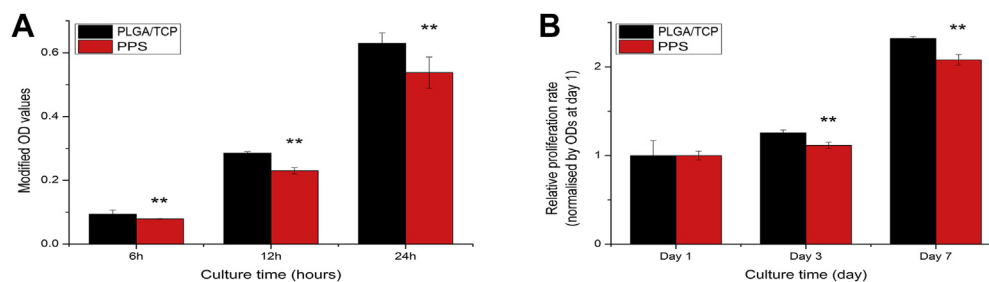 A
PLGA/TCP
PPS
Modified OD values
0.6
0.4
0.2
0.0
**
**
**
6h
12h
24h
Culture time (hours)
B
PLGA/TCP
PPS
Relative proliferation rate
(normalised by ODs at day 1)
2
1
0
**
**
Day 1
Day 3
Day 7
Culture time (day)